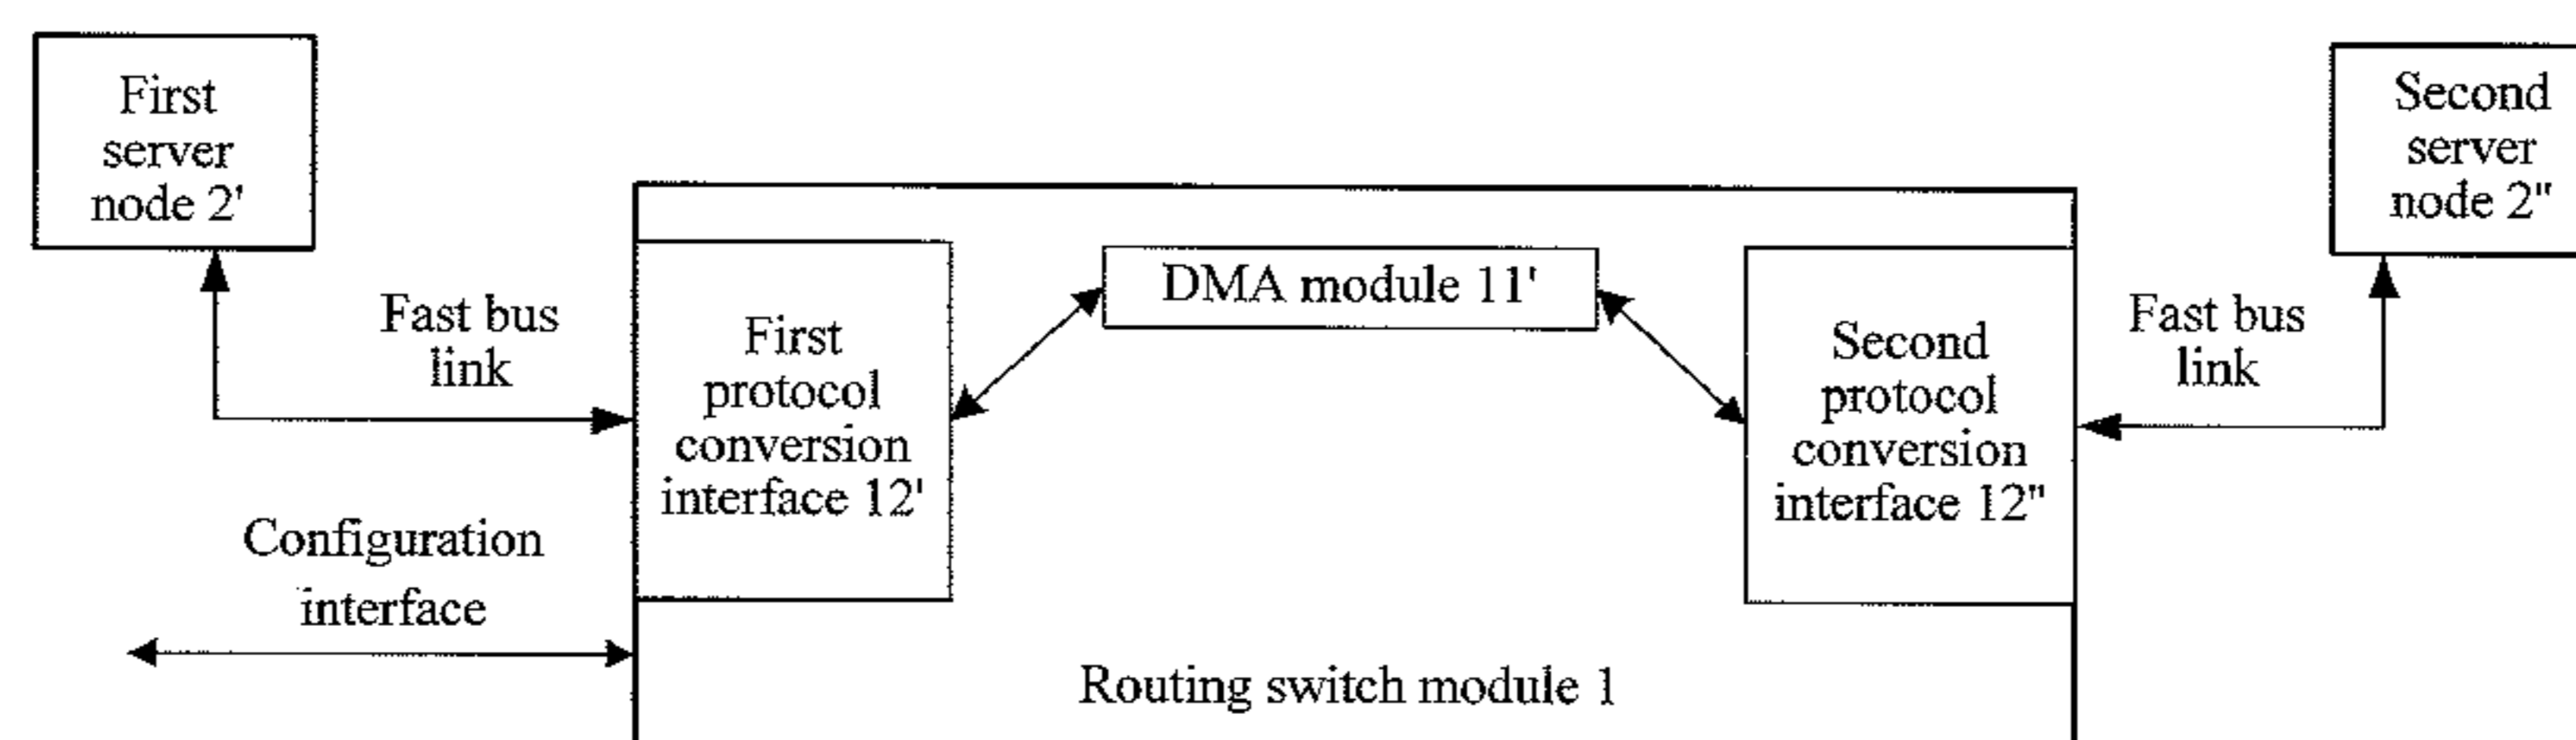 First
server
node 2'
Second
server
node 2"
Fast bus
link
First
protocol
conversion
interface 12'
DMA module 11'
Second
protocol
conversion
interface 12"
Fast bus
link
Configuration
interface
Routing switch module 1